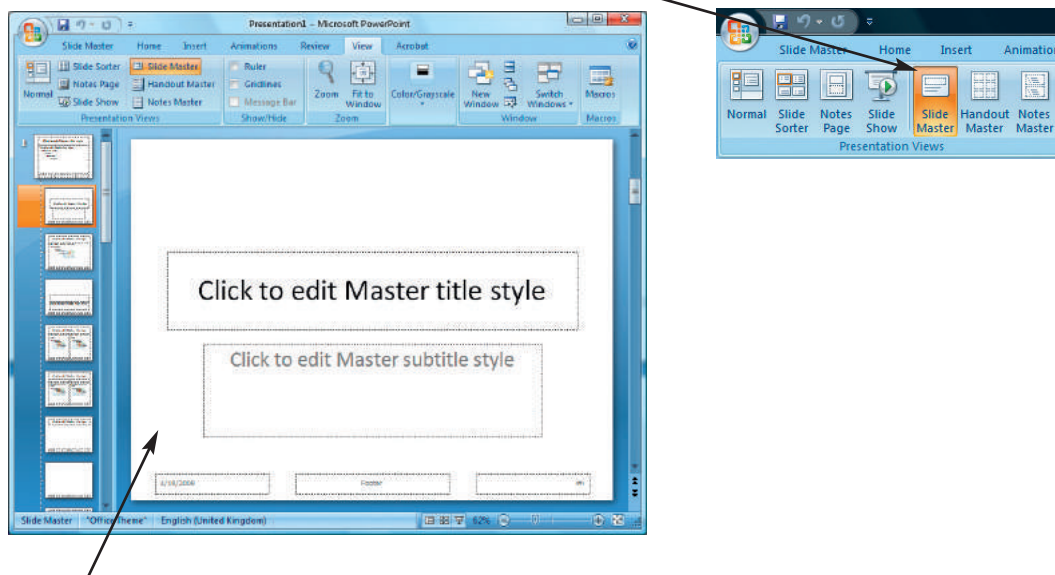 Presentation1 – Microsoft PowerPoint
Slide Master Home Insert Animations Review View Acrobat
Normal
Slide Sorter
Notes Page
Slide Show
Slide Master
Handout Master
Notes Master
Presentation Views
Ruler
Gridlines
Message Bar
Show/Hide
Zoom
Fit to
Window
Zoom
Color/Grayscale
New
Window
Switch
Windows
Window
Macros
Macros
1
Click to edit Master title style
Click to edit Master subtitle style
Footer
Slide Master "Office Theme" English (United Kingdom) 62%
Slide Master Home Insert Animation
Normal
Slide
Sorter
Notes
Page
Slide
Show
Slide
Master
Handout
Master
Notes
Master
Presentation Views